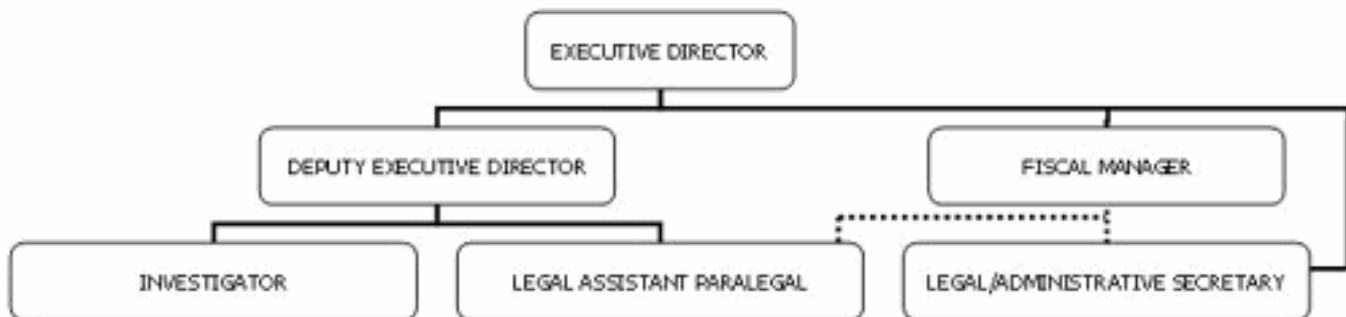 EXECUTIVE DIRECTOR
DEPUTY EXECUTIVE DIRECTOR
FISCAL MANAGER
INVESTIGATOR
LEGAL ASSISTANT PARALEGAL
LEGAL/ADMINISTRATIVE SECRETARY